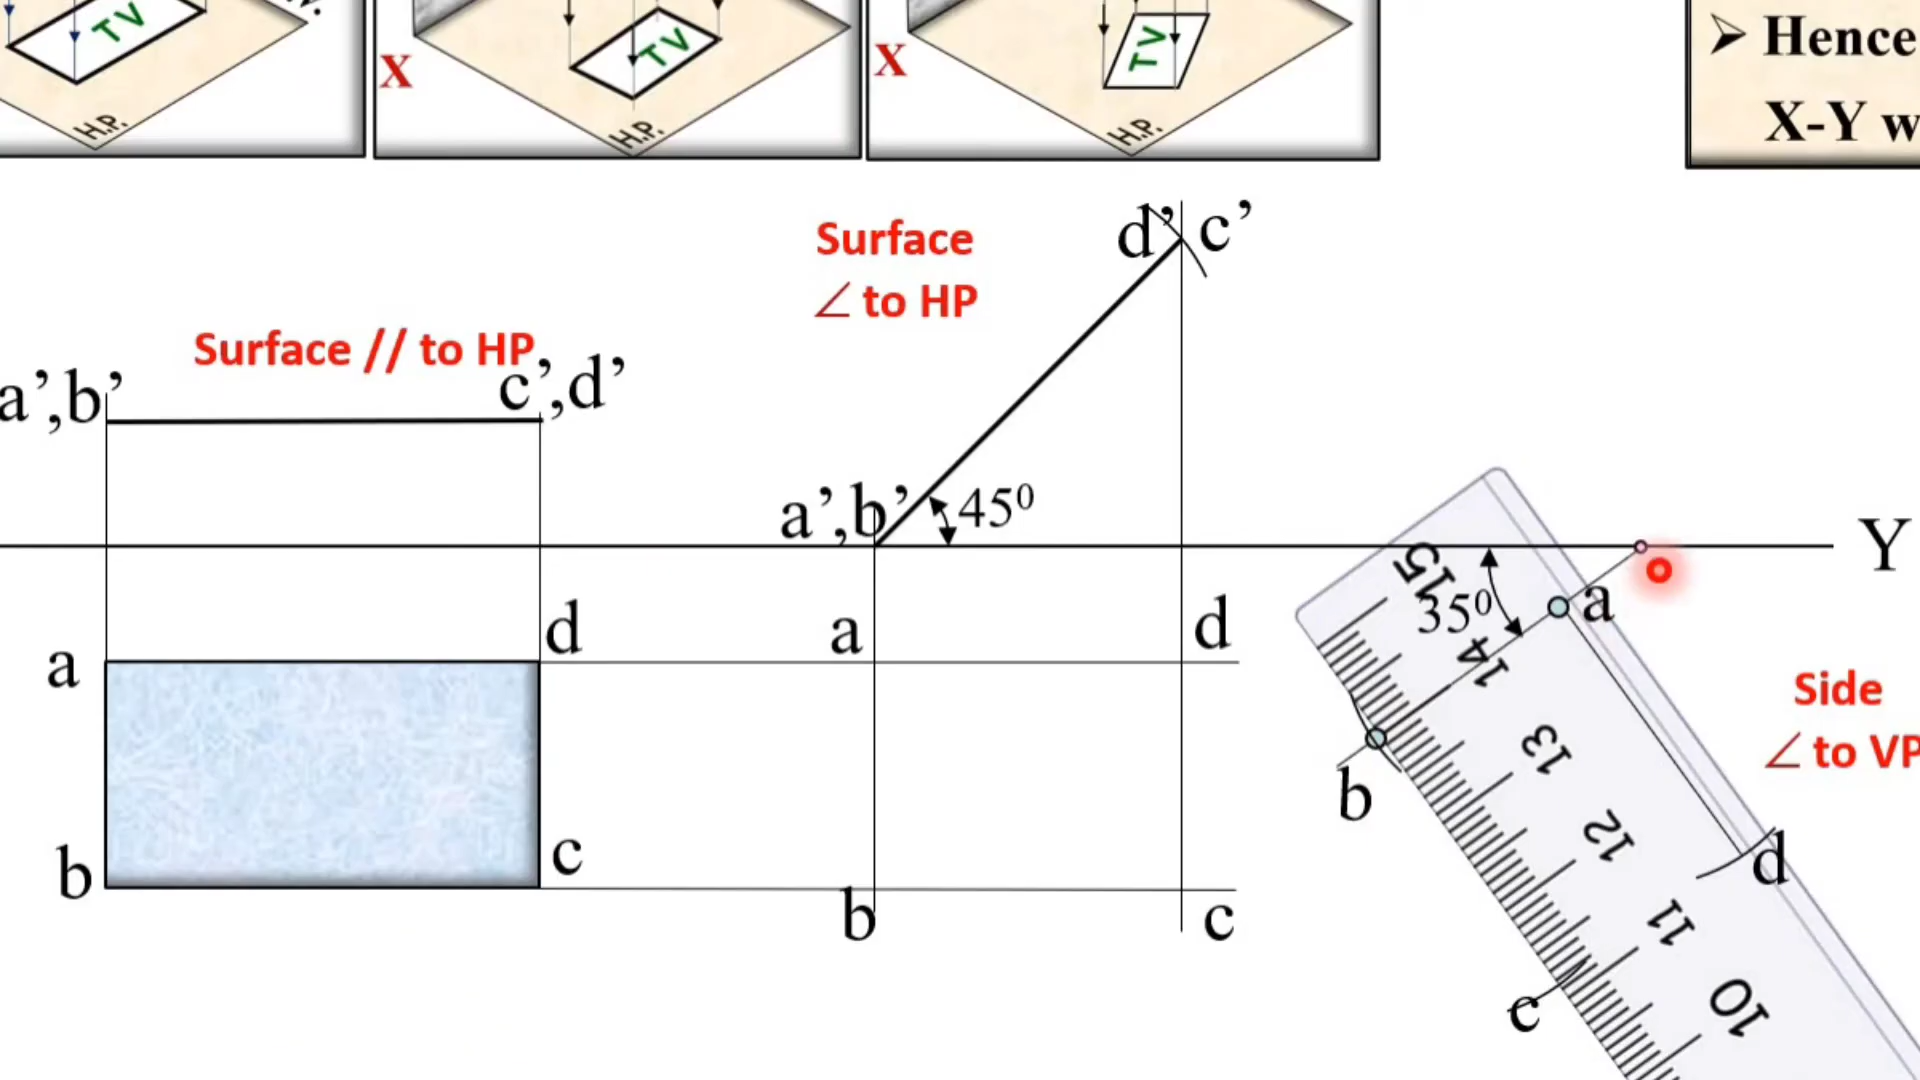 TV
H.P.
X
TV
H.P.
X
TV
H.P.
➢ Hence
X-Y w
Surface
∠ to HP
d’ c’
Surface // to HP
a’,b’
c’,d’
a’,b’
45⁰
Y
a
d
a
d
35⁰
a
15
14
13
12
11
10
Side
∠ to VP
b
d
b
c
b
c
c